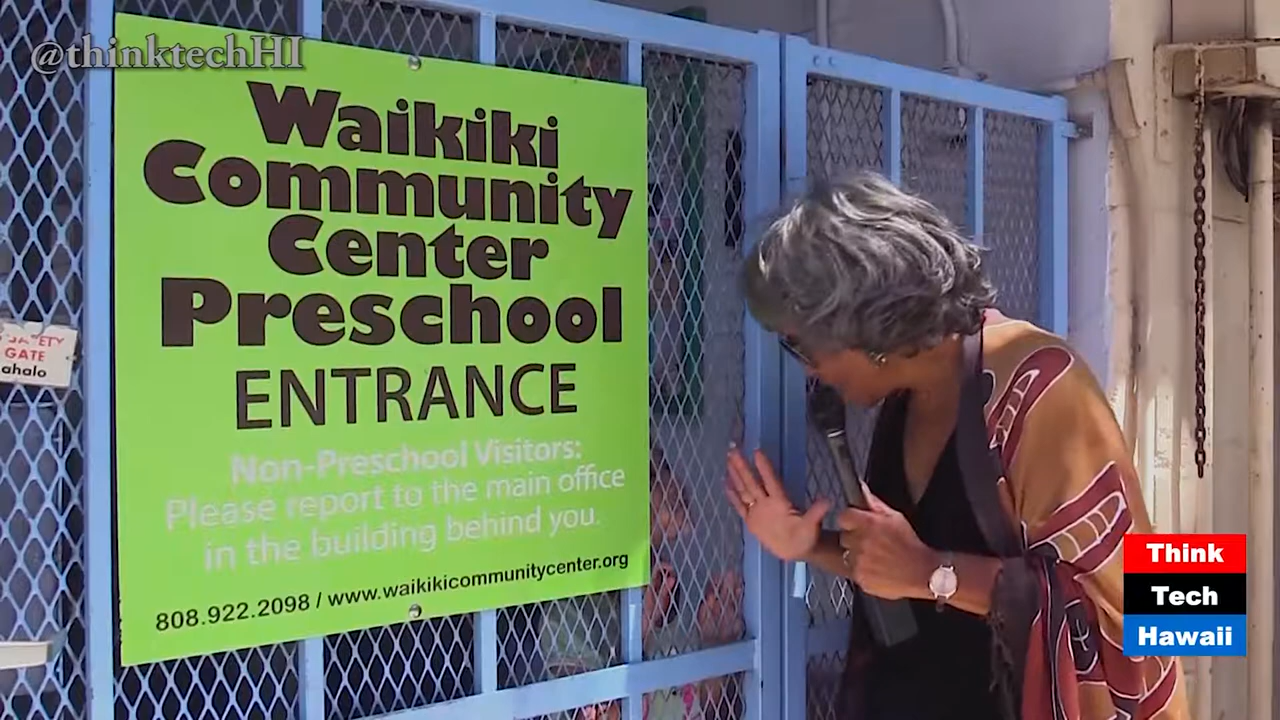 @thinktechHI
Waikiki
Community
Center
Preschool
ENTRANCE
Non-Preschool Visitors:
Please report to the main office
in the building behind you.
808.922.2098 / www.waikikicommunitycenter.org
GATE
ahalo
Think
Tech
Hawaii